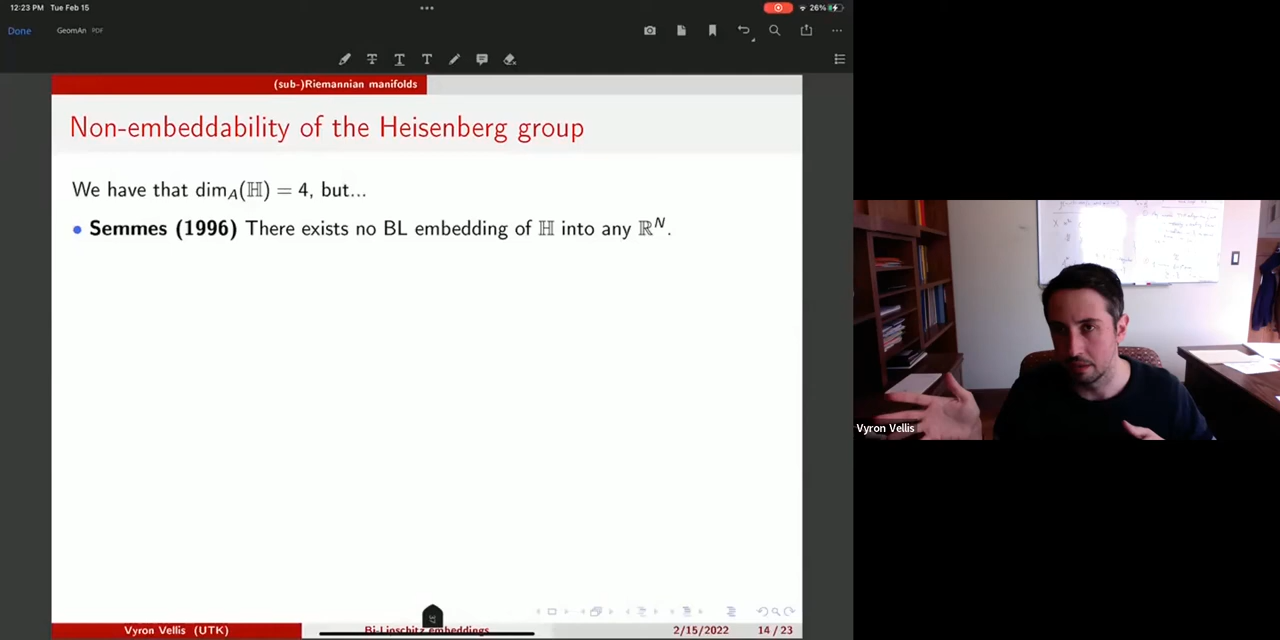 12:23 PM Tue Feb 15
26%
Done
GeomAn PDF
(sub-)Riemannian manifolds
Non-embeddability of the Heisenberg group
We have that dim_A(ℍ) = 4, but...
• Semmes (1996) There exists no BL embedding of ℍ into any ℝ^N.
Vyron Vellis
37
Vyron Vellis (UTK)
Bi-Lipschitz embeddings
2/15/2022
14 / 23